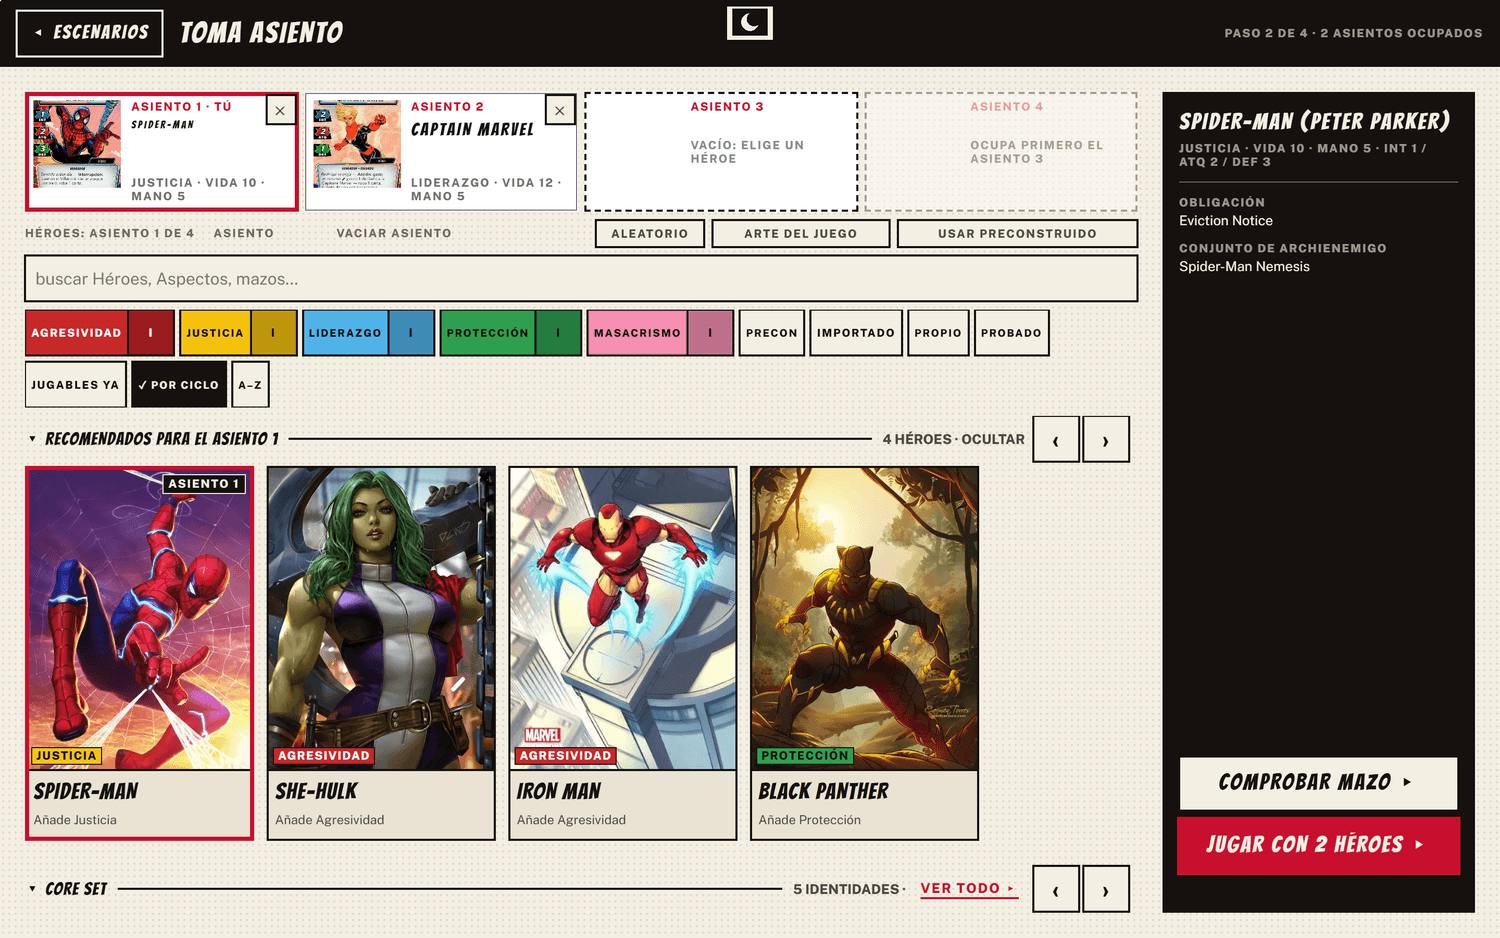 ◂ ESCENARIOS
TOMA ASIENTO
PASO 2 DE 4 · 2 ASIENTOS OCUPADOS
ASIENTO 1 · TÚ
SPIDER-MAN
JUSTICIA · VIDA 10 ·
MANO 5
×
ASIENTO 2
CAPTAIN MARVEL
LIDERAZGO · VIDA 12 ·
MANO 5
×
ASIENTO 3
VACÍO: ELIGE UN
HÉROE
ASIENTO 4
OCUPA PRIMERO EL
ASIENTO 3
HÉROES: ASIENTO 1 DE 4
ASIENTO
VACIAR ASIENTO
ALEATORIO
ARTE DEL JUEGO
USAR PRECONSTRUIDO
buscar Héroes, Aspectos, mazos...
AGRESIVIDAD I
JUSTICIA I
LIDERAZGO I
PROTECCIÓN I
MASACRISMO I
PRECON
IMPORTADO
PROPIO
PROBADO
JUGABLES YA
✓ POR CICLO
A–Z
▾ RECOMENDADOS PARA EL ASIENTO 1
4 HÉROES · OCULTAR
‹ ›
ASIENTO 1
JUSTICIA
SPIDER-MAN
Añade Justicia
AGRESIVIDAD
SHE-HULK
Añade Agresividad
MARVEL
AGRESIVIDAD
IRON MAN
Añade Agresividad
PROTECCIÓN
BLACK PANTHER
Añade Protección
▾ CORE SET
5 IDENTIDADES ·
VER TODO ▸
‹ ›
SPIDER-MAN (PETER PARKER)
JUSTICIA · VIDA 10 · MANO 5 · INT 1 /
ATQ 2 / DEF 3
OBLIGACIÓN
Eviction Notice
CONJUNTO DE ARCHIENEMIGO
Spider-Man Nemesis
COMPROBAR MAZO ▸
JUGAR CON 2 HÉROES ▸